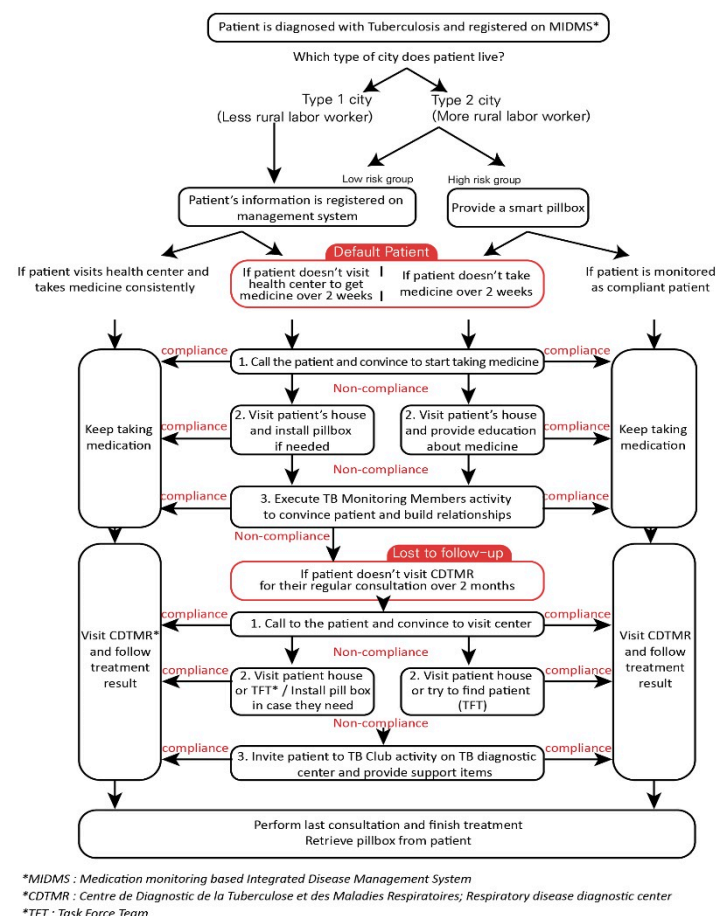 Patient is diagnosed with Tuberculosis and registered on MIDMS*
Which type of city does patient live?
Type 1 city
(Less rural labor worker)
Type 2 city
(More rural labor worker)
Low risk group
High risk group
Patient's information is registered on
management system
Provide a smart pillbox
Default Patient
If patient visits health center and
takes medicine consistently
If patient doesn't visit
health center to get
medicine over 2 weeks
If patient doesn't take
medicine over 2 weeks
If patient is monitored
as compliant patient
compliance
1. Call the patient and convince to start taking medicine
compliance
Non-compliance
Keep taking
medication
compliance
2. Visit patient's house
and install pillbox
if needed
2. Visit patient's house
and provide education
about medicine
compliance
Keep taking
medication
Non-compliance
compliance
3. Execute TB Monitoring Members activity
to convince patient and build relationships
compliance
Non-compliance
Lost to follow-up
If patient doesn't visit CDTMR
for their regular consultation over 2 months
compliance
1. Call to the patient and convince to visit center
compliance
Non-compliance
Visit CDTMR*
and follow
treatment
result
compliance
2. Visit patient house
or TFT* / Install pill box
in case they need
2. Visit patient house
or try to find patient
(TFT)
compliance
Visit CDTMR
and follow
treatment
result
Non-compliance
compliance
3. Invite patient to TB Club activity on TB diagnostic
center and provide support items
compliance
Perform last consultation and finish treatment
Retrieve pillbox from patient
*MIDMS : Medication monitoring based Integrated Disease Management System
*CDTMR : Centre de Diagnostic de la Tuberculose et des Maladies Respiratoires; Respiratory disease diagnostic center
*TFT : Task Force Team